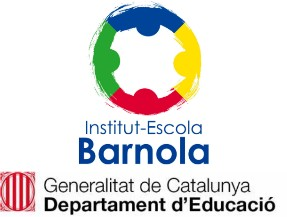 Institut-Escola
Barnola
Generalitat de Catalunya
Departament d'Educació